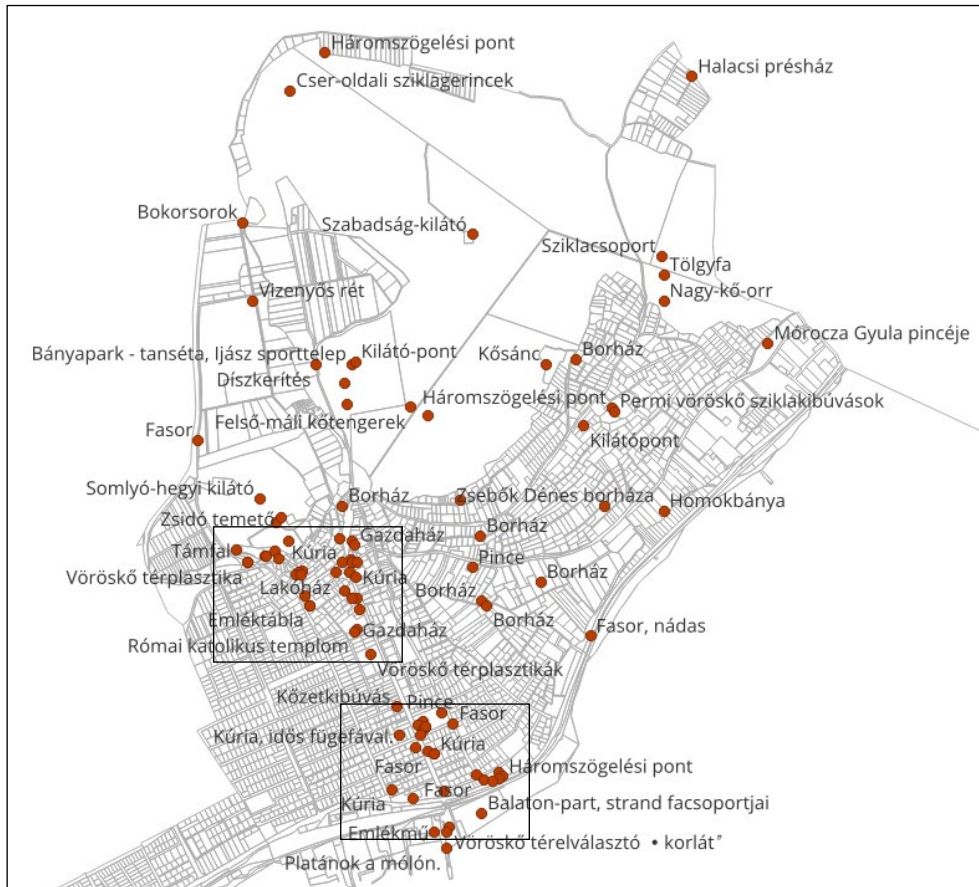 Háromszögelési pont
Halacsi présház
Cser-oldali sziklagerincek
Bokorsorok
Szabadság-kilátó
Sziklacsoport
Tölgyfa
Vizenyős rét
Nagy-kő-orr
Mórocza Gyula pincéje
Bányapark - tanséta, Íjász sporttelep
Kilátó-pont
Kősánc
Borház
Díszkerítés
Háromszögelési pont
Permi vöröskő sziklakibúvások
Felső-máli kőtengerek
Fasor
Kilátópont
Somlyó-hegyi kilátó
Borház
Zsebők Dénes borháza
Homokbánya
Zsidó temető
Gazdaház
Borház
Támfal
Kúria
Pince
Vöröskő térplasztika
Lakóház
Kúria
Borház
Borház
Emléktábla
Borház
Római katolikus templom
Gazdaház
Fasor, nádas
Vöröskő térplasztikák
Kőzetkibúvás
Pince
Fasor
Kúria, idős fügefával.
Kúria
Fasor
Háromszögelési pont
Kúria
Fasor
Balaton-part, strand facsoportjai
Emlékmű
Vöröskő térelválasztó • korlát"
Platánok a mólón.